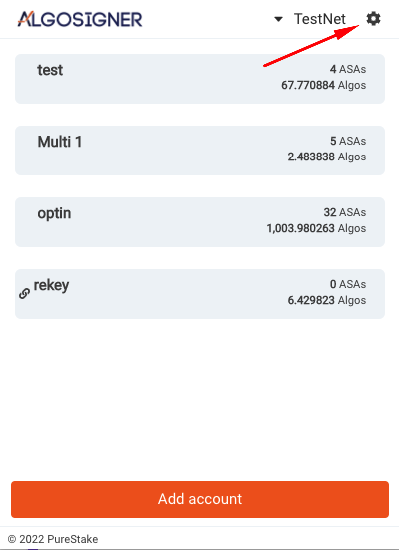 ALGOSIGNER
TestNet
test
4 ASAs
67.770884 Algos
Multi 1
5 ASAs
2.483838 Algos
optin
32 ASAs
1,003.980263 Algos
rekey
0 ASAs
6.429823 Algos
Add account
© 2022 PureStake